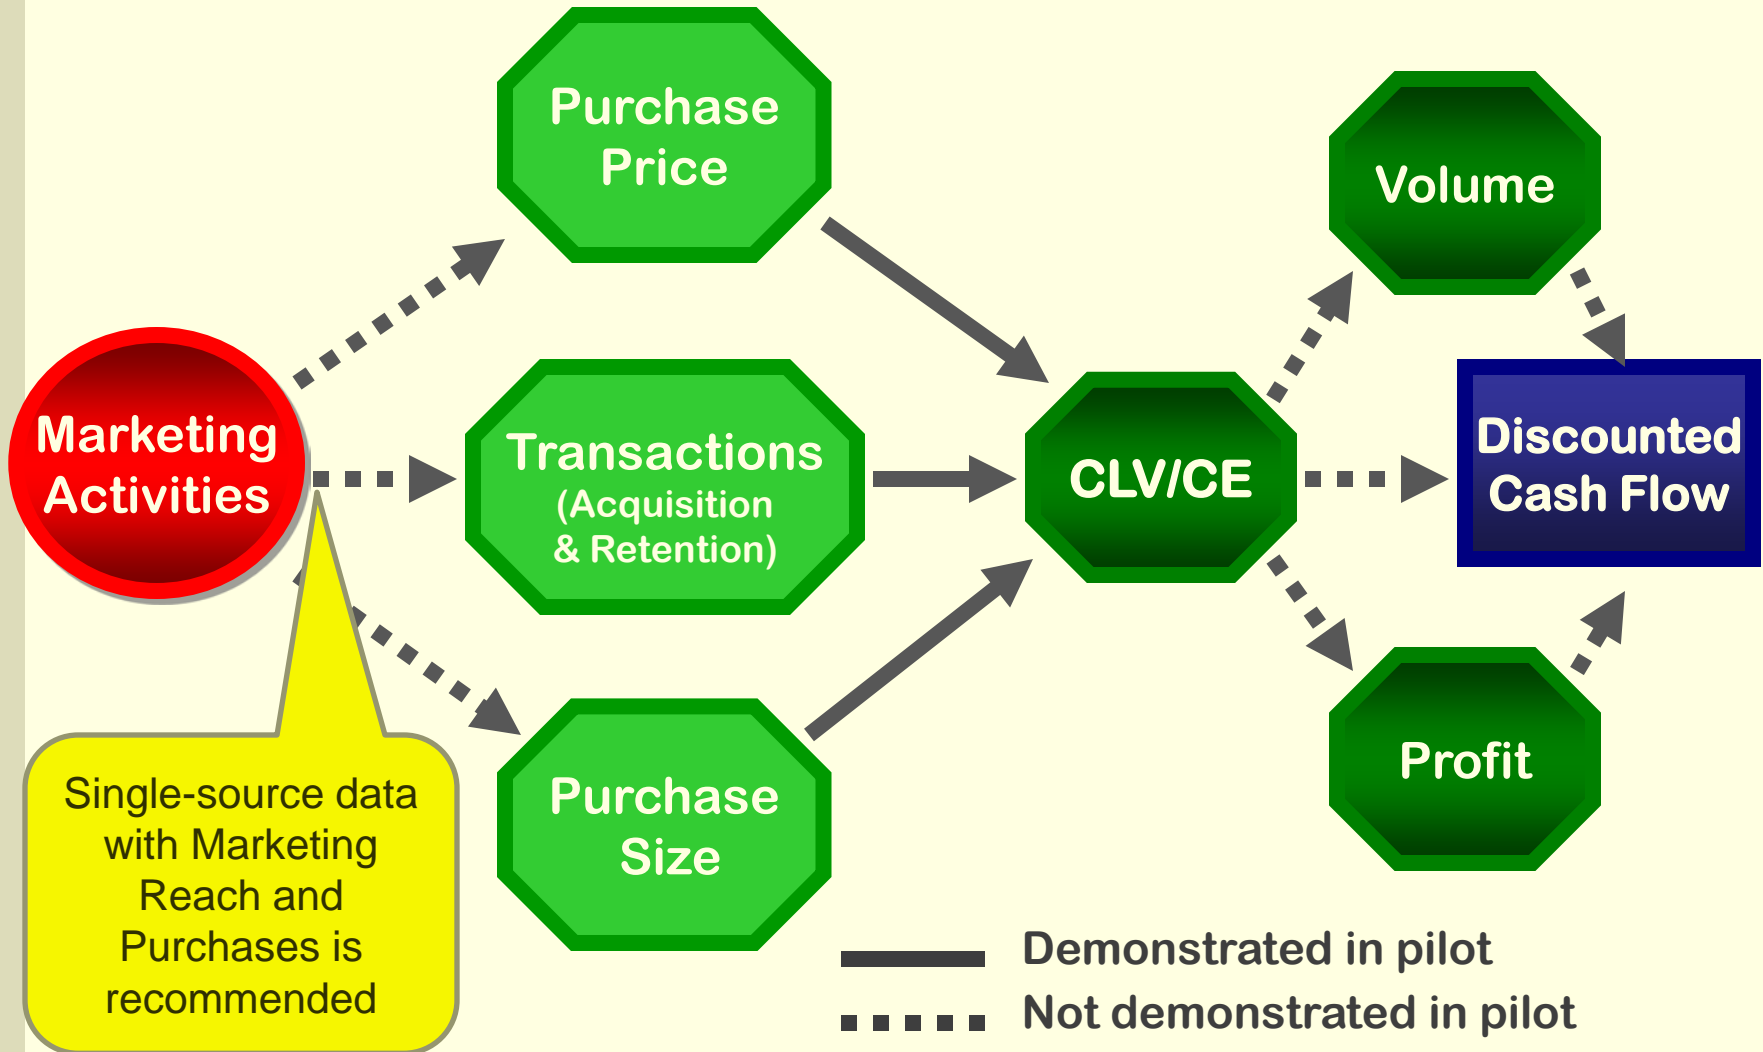 Purchase
Price
Volume
Marketing
Activities
Transactions
(Acquisition
& Retention)
CLV/CE
Discounted
Cash Flow
Purchase
Size
Profit
Single-source data
with Marketing
Reach and
Purchases is
recommended
Demonstrated in pilot
Not demonstrated in pilot